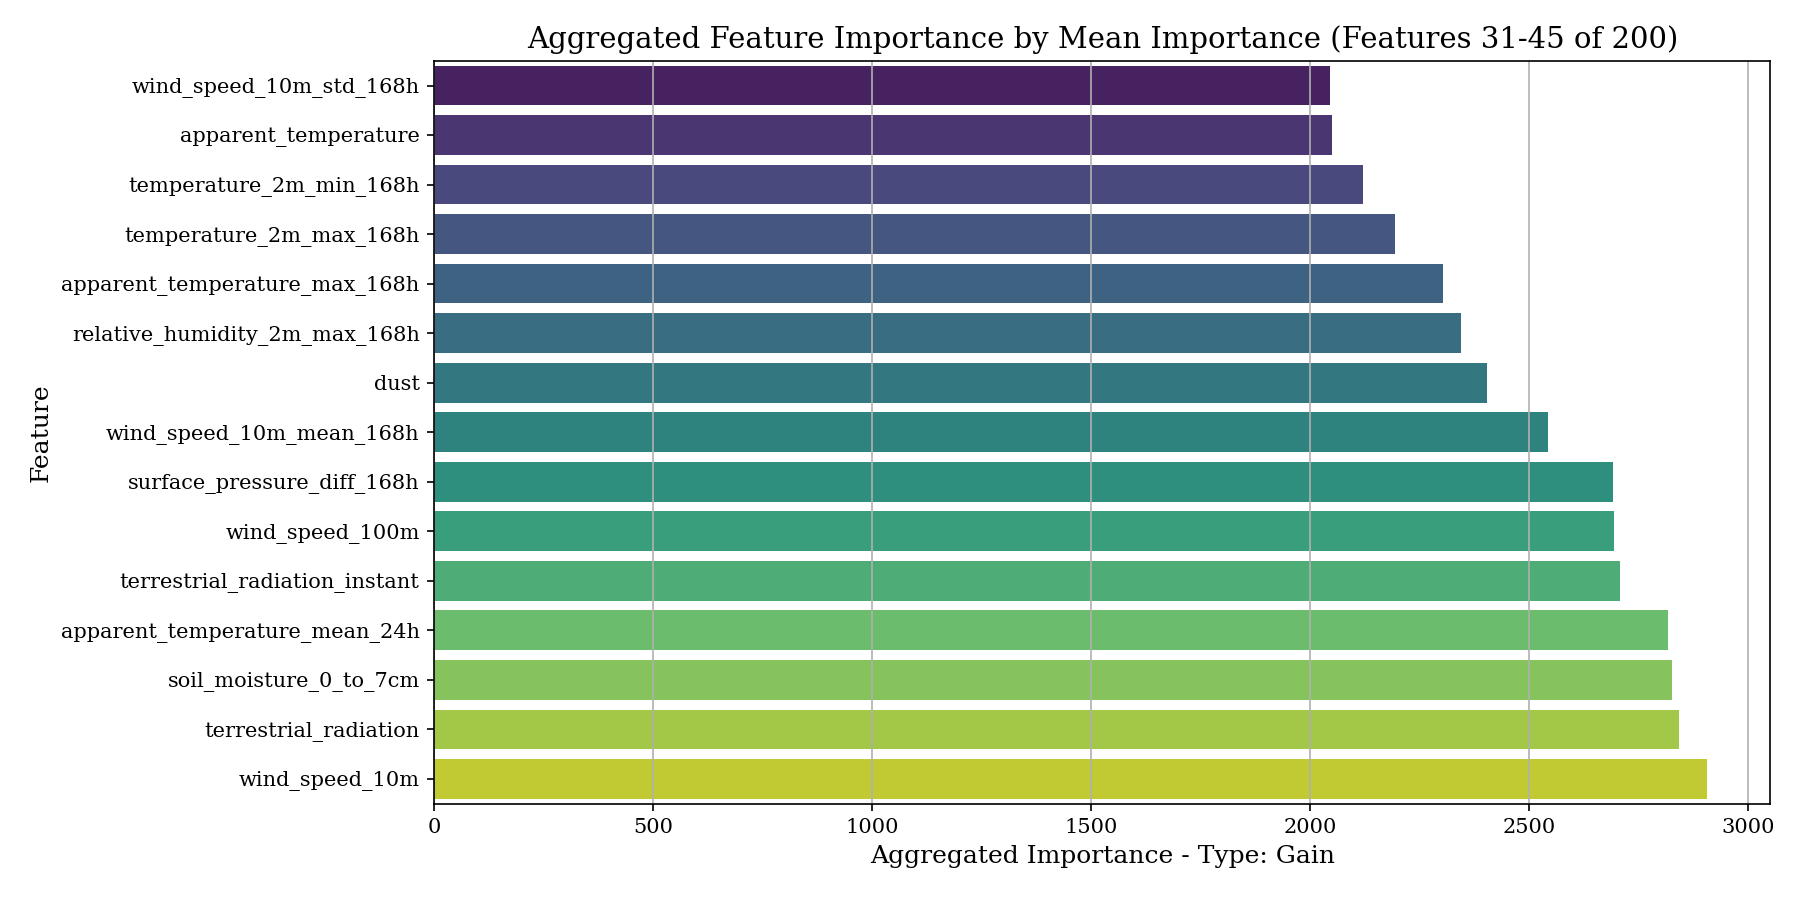 Aggregated Feature Importance by Mean Importance (Features 31-45 of 200)
wind_speed_10m_std_168h
apparent_temperature
temperature_2m_min_168h
temperature_2m_max_168h
apparent_temperature_max_168h
relative_humidity_2m_max_168h
dust
wind_speed_10m_mean_168h
surface_pressure_diff_168h
wind_speed_100m
terrestrial_radiation_instant
apparent_temperature_mean_24h
soil_moisture_0_to_7cm
terrestrial_radiation
wind_speed_10m
Feature
0 500 1000 1500 2000 2500 3000
Aggregated Importance - Type: Gain